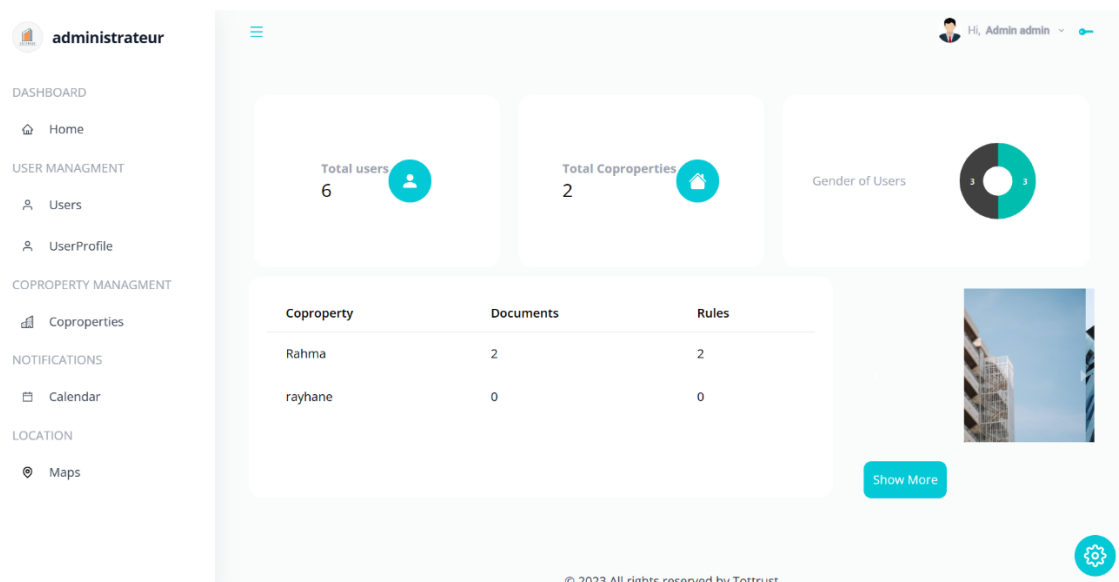 administrateur
Hi, Admin admin
DASHBOARD
Home
USER MANAGMENT
Users
UserProfile
COPROPERTY MANAGMENT
Coproperties
NOTIFICATIONS
Calendar
LOCATION
Maps
Total users
6
Total Coproperties
2
Gender of Users
3 3
Coproperty Documents Rules
Rahma 2 2
rayhane 0 0
Show More
© 2023 All rights reserved by Tottrust